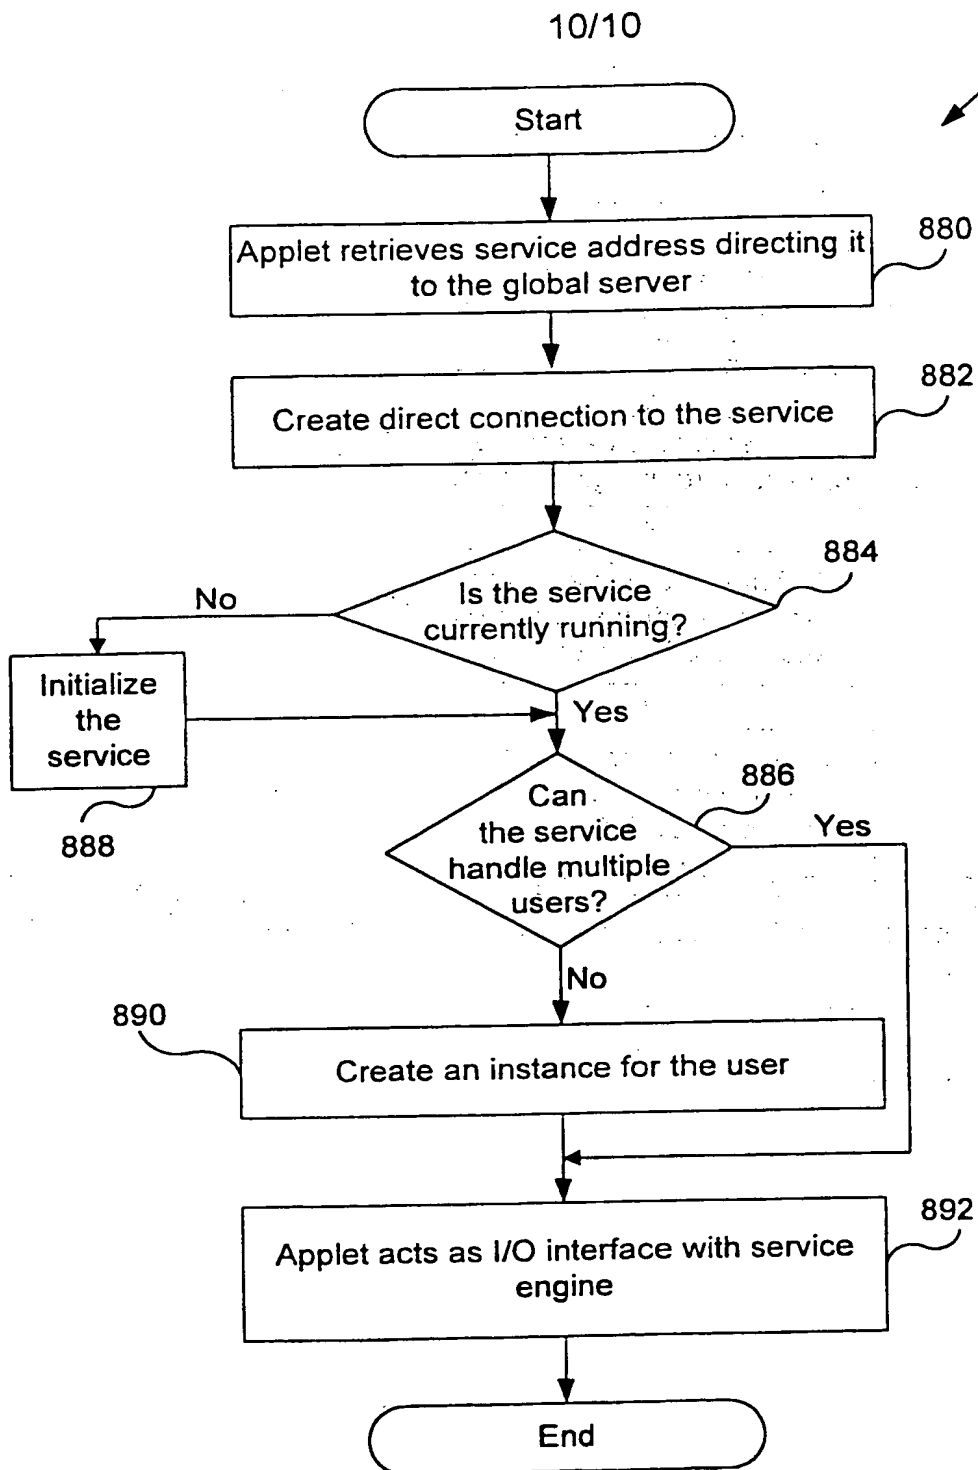 10/10
Start
Applet retrieves service address directing it
to the global server
880
Create direct connection to the service
882
Is the service
currently running?
884
No
Initialize
the
service
888
Yes
Can
the service
handle multiple
users?
886
Yes
No
890
Create an instance for the user
Applet acts as I/O interface with service
engine
892
End